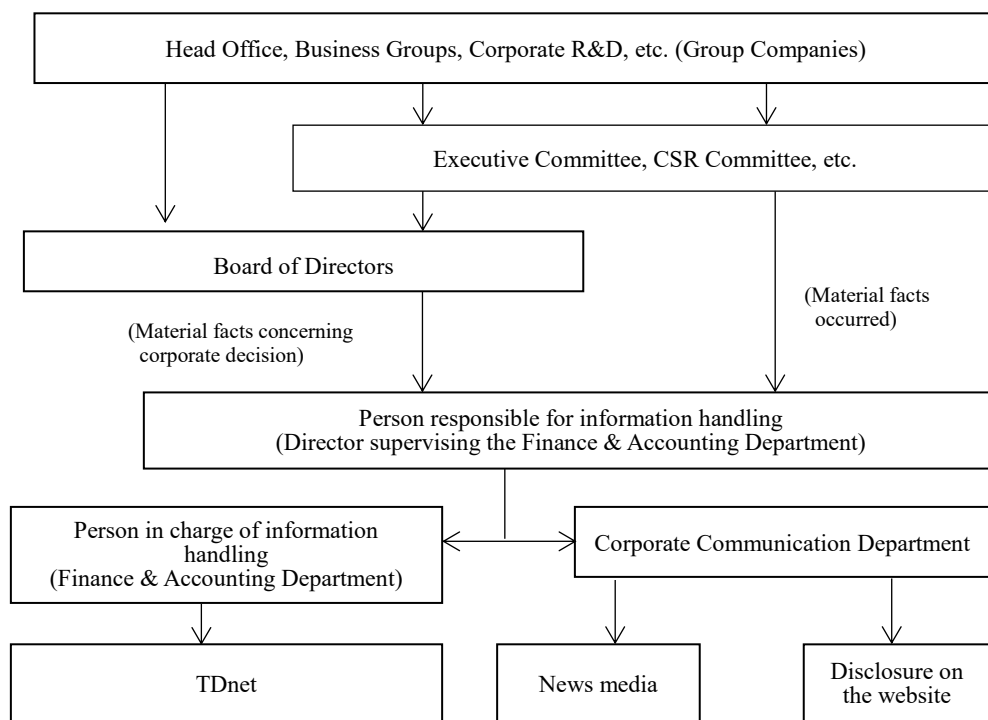 Head Office, Business Groups, Corporate R&D, etc. (Group Companies)
Executive Committee, CSR Committee, etc.
Board of Directors
(Material facts
occurred)
(Material facts concerning
corporate decision)
Person responsible for information handling
(Director supervising the Finance & Accounting Department)
Person in charge of information
handling
(Finance & Accounting Department)
Corporate Communication Department
TDnet
News media
Disclosure on
the website